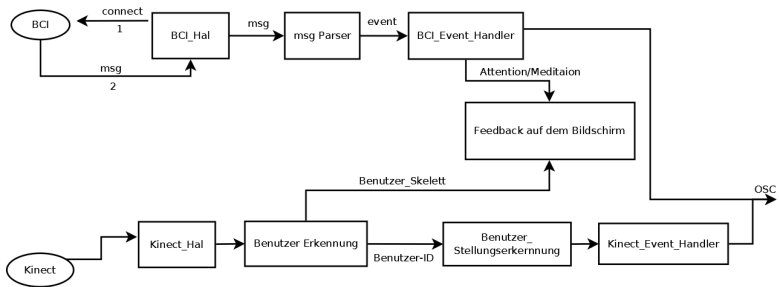 connect
BCI
1
BCI_Hal
msg
msg Parser
event
BCI_Event_Handler
msg
2
Attention/Meditaion
Feedback auf dem Bildschirm
Benutzer_Skelett
OSC
Kinect
Kinect_Hal
Benutzer Erkennung
Benutzer-ID
Benutzer_
Stellungserkernnung
Kinect_Event_Handler